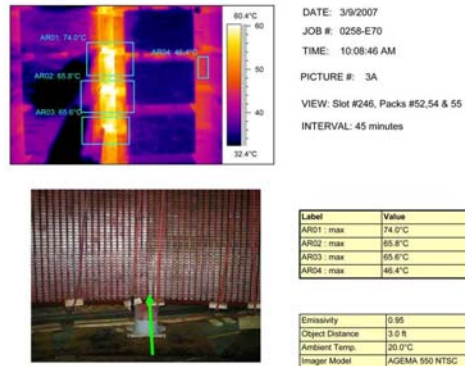 60.4°C
AR01: 74.0°C
AR04: 46.4°C
60
AR02: 65.8°C
50
AR03: 65.6°C
40
32.4°C
DATE: 3/9/2007
JOB #: 0258-E70
TIME: 10:08:46 AM
PICTURE #: 3A
VIEW: Slot #246, Packs #52,54 & 55
INTERVAL: 45 minutes
Label Value
AR01 : max 74.0°C
AR02 : max 65.8°C
AR03 : max 65.6°C
AR04 : max 46.4°C
Emissivity 0.95
Object Distance 3.0 ft
Ambient Temp. 20.0°C
Imager Model AGEMA 550 NTSC